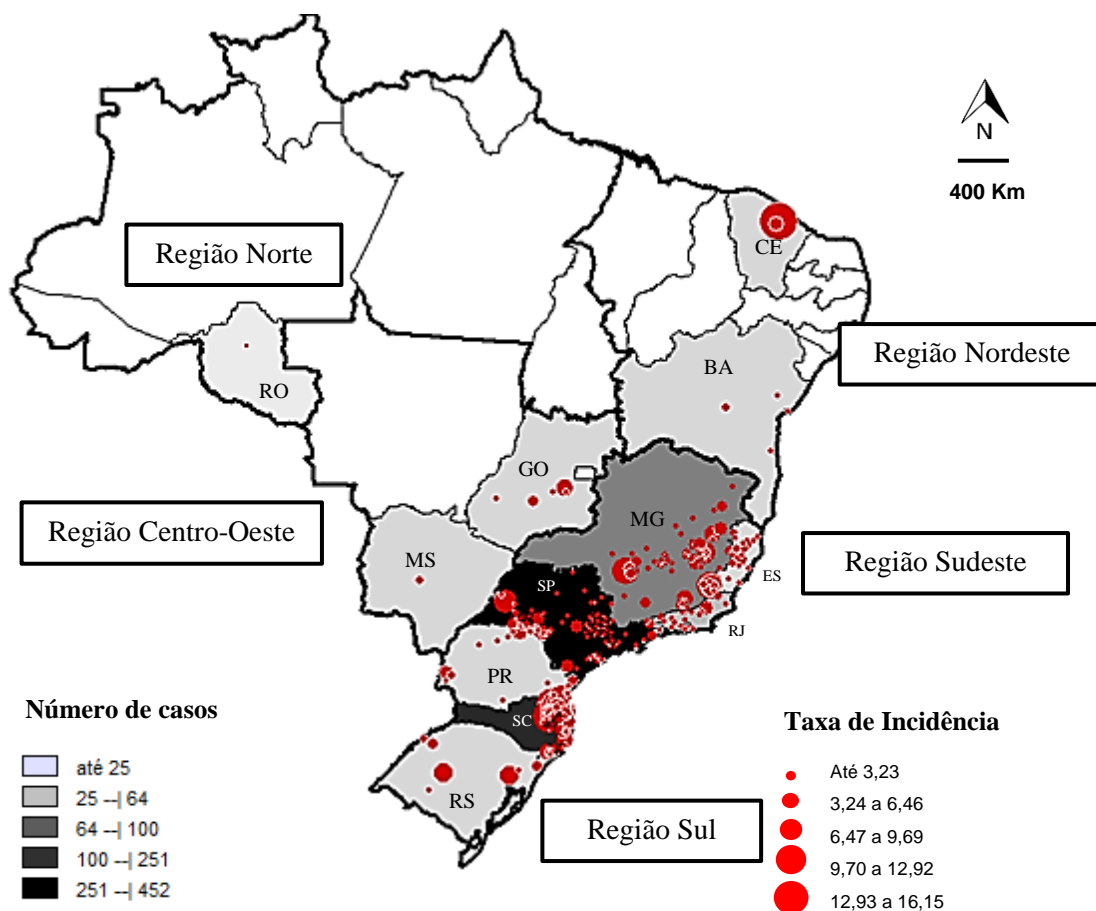 N
400 Km
CE
Região Norte
Região Nordeste
RO
BA
GO
Região Centro-Oeste
MG
Região Sudeste
MS
SP
ES
RJ
PR
SC
RS
Região Sul
Número de casos
até 25
25 --| 64
64 --| 100
100 --| 251
251 --| 452
Taxa de Incidência
Até 3,23
3,24 a 6,46
6,47 a 9,69
9,70 a 12,92
12,93 a 16,15